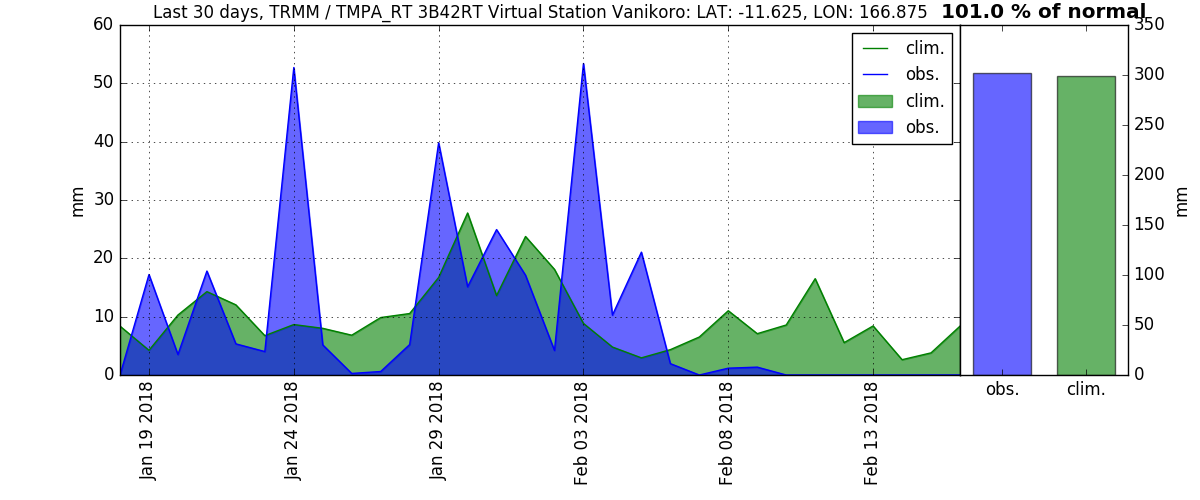 Last 30 days, TRMM / TMPA_RT 3B42RT Virtual Station Vanikoro: LAT: -11.625, LON: 166.875
101.0 % of normal
clim.
obs.
clim.
obs.
60
50
40
30
20
10
0
mm
Jan 19 2018
Jan 24 2018
Jan 29 2018
Feb 03 2018
Feb 08 2018
Feb 13 2018
350
300
250
200
150
100
50
0
mm
obs.
clim.